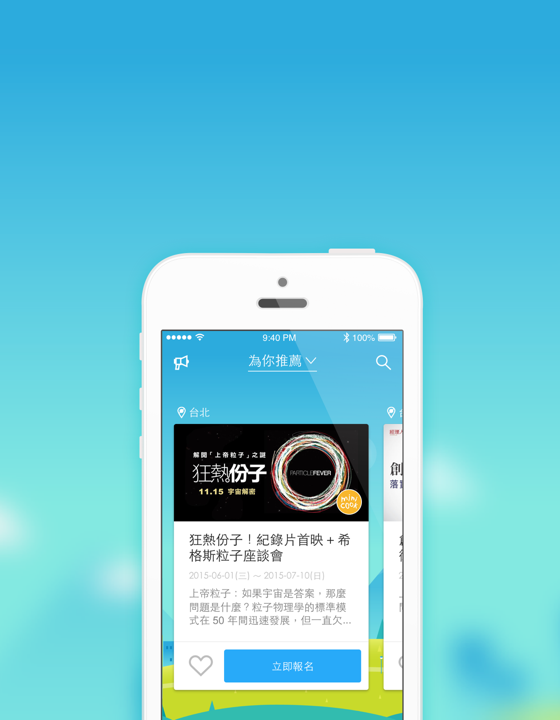 9:40 PM
100%
為你推薦
台北
解開「上帝粒子」之謎
狂熱份子
PARTICLE FEVER
11.15 宇宙解密
mini
COOK
狂熱份子!紀錄片首映+希
格斯粒子座談會
2015-06-01(三) ~ 2015-07-10(日)
上帝粒子:如果宇宙是答案,那麼
問題是什麼?粒子物理學的標準模
式在 50 年間迅速發展,但一直欠...
立即報名
創
落實